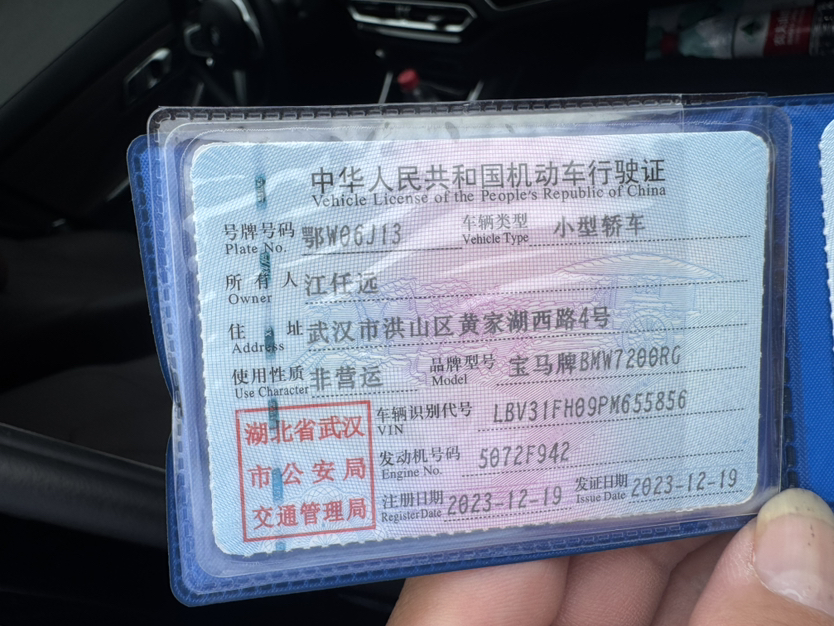 中华人民共和国机动车行驶证
Vehicle License of the People's Republic of China
号牌号码 鄂W06J13 车辆类型 小型轿车
Plate No. Vehicle Type
所有人 江任远
Owner
住址 武汉市洪山区黄家湖西路4号
Address
使用性质 非营运 品牌型号 宝马牌BMW7200RG
Use Character Model
湖北省武汉
市公安局
交通管理局
车辆识别代号 LBV31FH09PM655856
VIN
发动机号码 5072F942
Engine No.
注册日期 2023-12-19 发证日期 2023-12-19
Register Date Issue Date